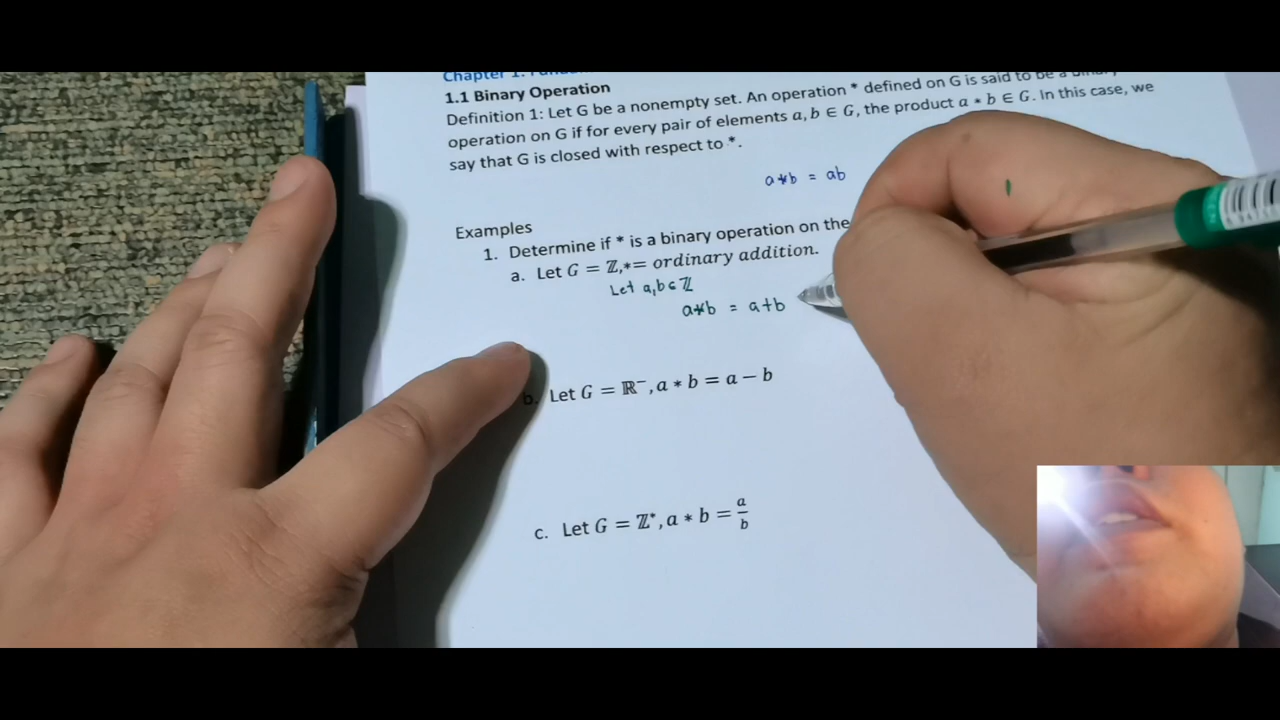 Chapter 1.
1.1 Binary Operation
Definition 1: Let G be a nonempty set. An operation * defined on G is said to be a
operation on G if for every pair of elements a, b ∈ G, the product a * b ∈ G. In this case, we
say that G is closed with respect to *.
a*b = ab
Examples
1. Determine if * is a binary operation on the
a. Let G = ℤ,*= ordinary addition.
Let a,b ∈ ℤ
a*b = a+b
b. Let G = ℝ⁻, a * b = a − b
c. Let G = ℤ*, a * b = a/b